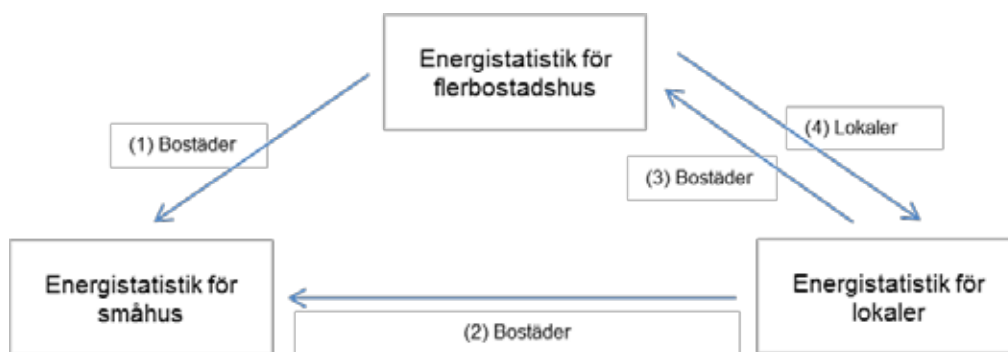 Energistatistik för
flerbostadshus
(1) Bostäder
(4) Lokaler
(3) Bostäder
Energistatistik för
småhus
(2) Bostäder
Energistatistik för
lokaler